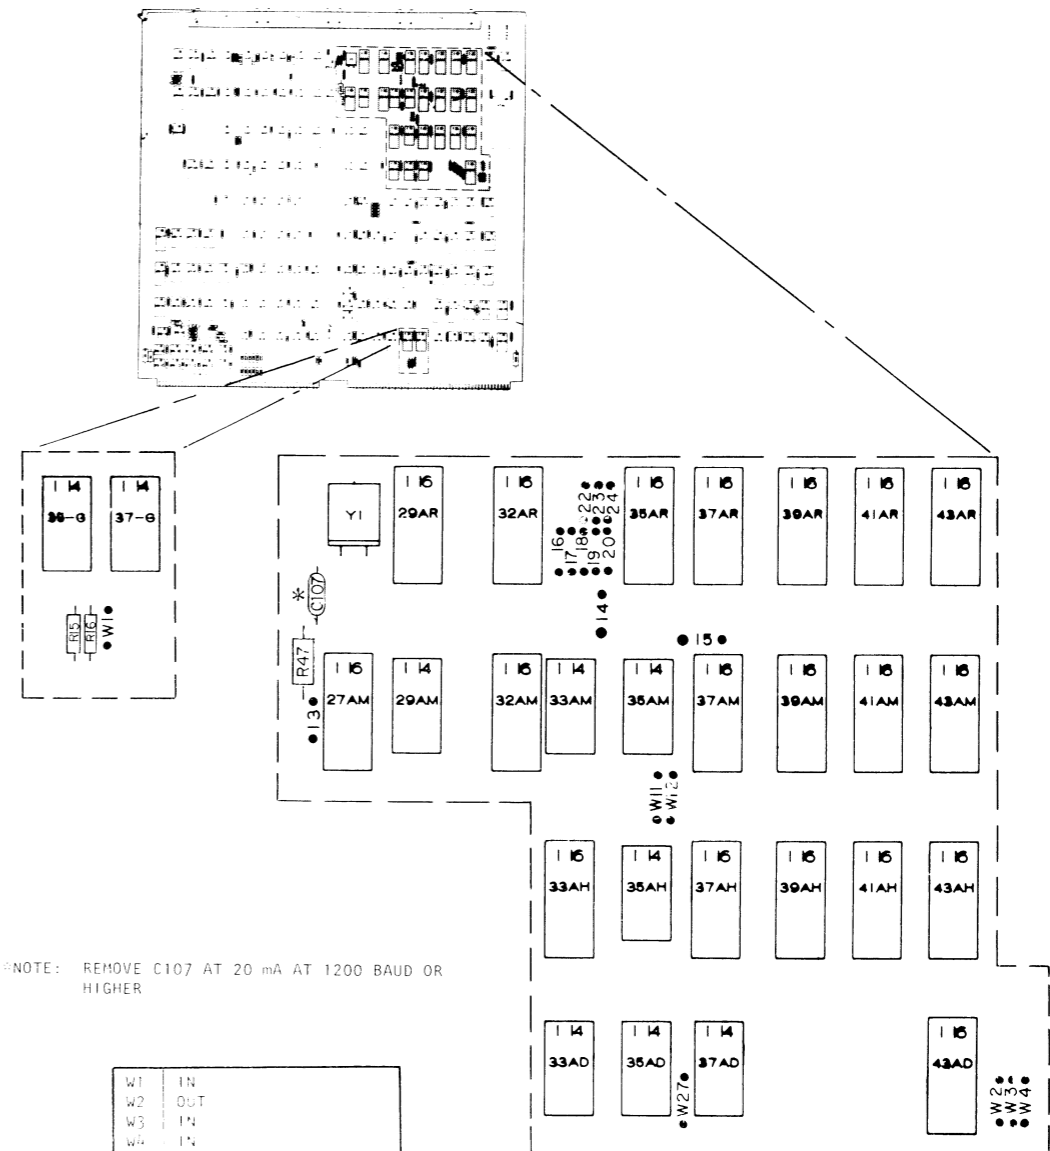 1 14
1 14
37-G
R15
R16
W1
Y1
1 16
29AR
1 16
32AR
16
17
18
19
20
22
23
24
1 16
35AR
1 16
37AR
1 16
39AR
1 16
41AR
1 16
43AR
*
C107
R47
14
15
13
1 16
27AM
1 14
29AM
1 16
32AM
1 14
33AM
1 14
35AM
1 16
37AM
1 16
39AM
1 16
41AM
1 16
43AM
W11
W12
1 16
33AH
1 14
35AH
1 16
37AH
1 16
39AH
1 16
41AH
1 16
43AH
*NOTE: REMOVE C107 AT 20 mA AT 1200 BAUD OR
HIGHER
1 14
33AD
1 14
35AD
W27
1 14
37AD
1 16
43AD
W2
W3
W4
W1 IN
W2 OUT
W3 IN
W4 IN